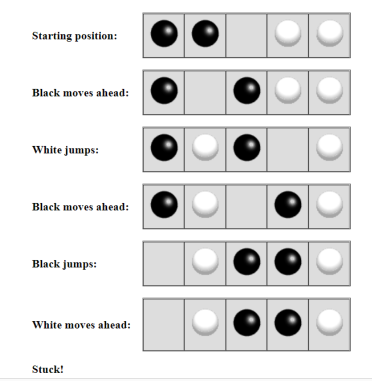 Starting position:
Black moves ahead:
White jumps:
Black moves ahead:
Black jumps:
White moves ahead:
Stuck!